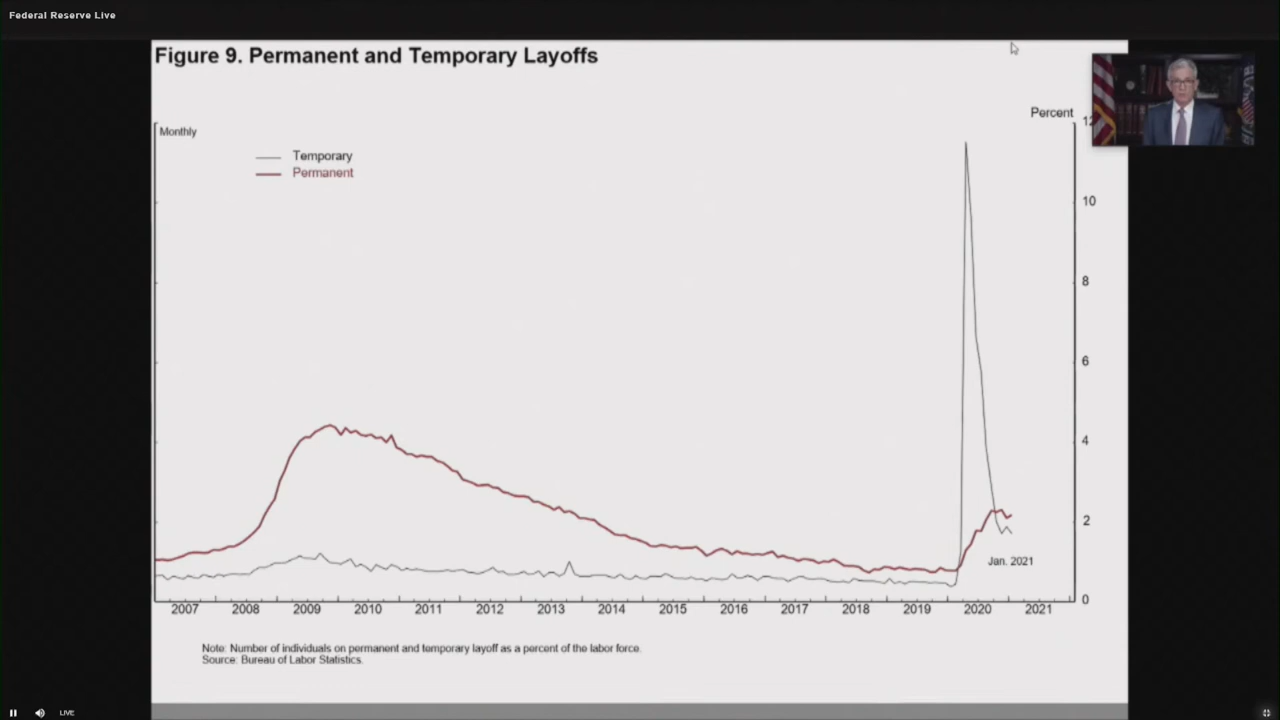 Federal Reserve Live
Figure 9. Permanent and Temporary Layoffs
Percent
Monthly
Temporary
Permanent
12
10
8
6
4
2
0
Jan. 2021
2007 2008 2009 2010 2011 2012 2013 2014 2015 2016 2017 2018 2019 2020 2021
Note: Number of individuals on permanent and temporary layoff as a percent of the labor force.
Source: Bureau of Labor Statistics.
LIVE